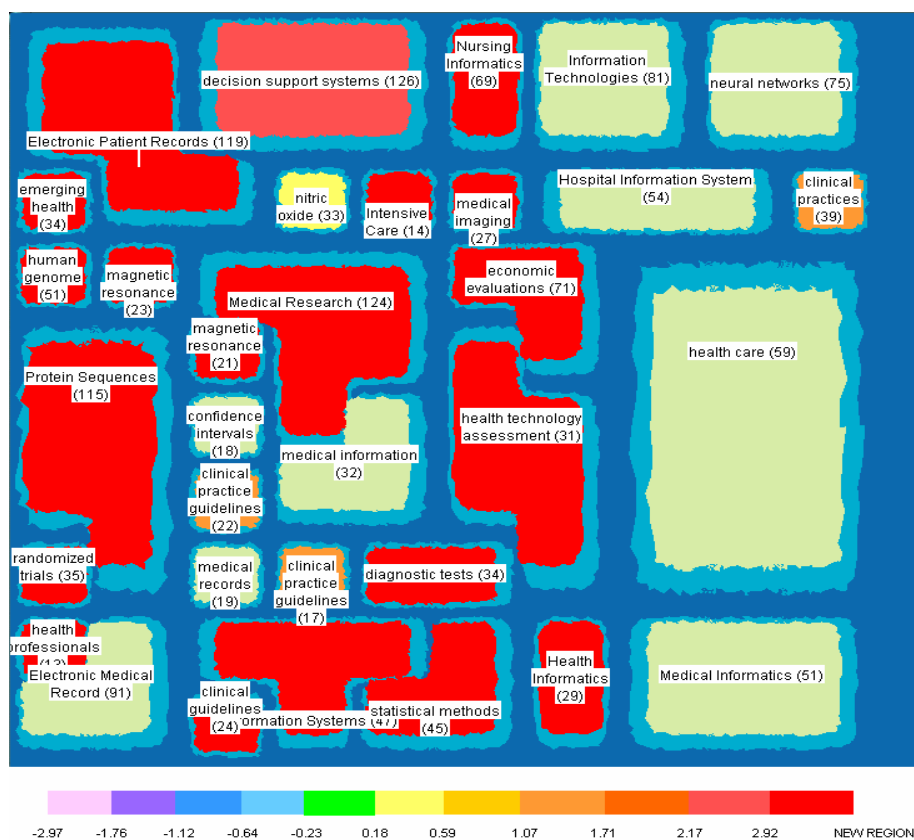 decision support systems (126)
Nursing
Informatics
(69)
Information
Technologies (81)
neural networks (75)
Electronic Patient Records (119)
emerging
health
(34)
nitric
oxide (33)
Intensive
Care (14)
medical
imaging
(27)
Hospital Information System
(54)
clinical
practices
(39)
human
genome
(51)
magnetic
resonance
(23)
Medical Research (124)
economic
evaluations (71)
magnetic
resonance
(21)
health care (59)
Protein Sequences
(115)
confidence
intervals
(18)
health technology
assessment (31)
medical information
(32)
clinical
practice
guidelines
(22)
randomized
trials (35)
medical
records
(19)
clinical
practice
guidelines
(17)
diagnostic tests (34)
health
professionals
Electronic Medical
Record (91)
Health
Informatics
(29)
Medical Informatics (51)
clinical
guidelines
(24)
ormation Systems (47)
statistical methods
(45)
-2.97 -1.76 -1.12 -0.64 -0.23 0.18 0.59 1.07 1.71 2.17 2.92 NEW REGION